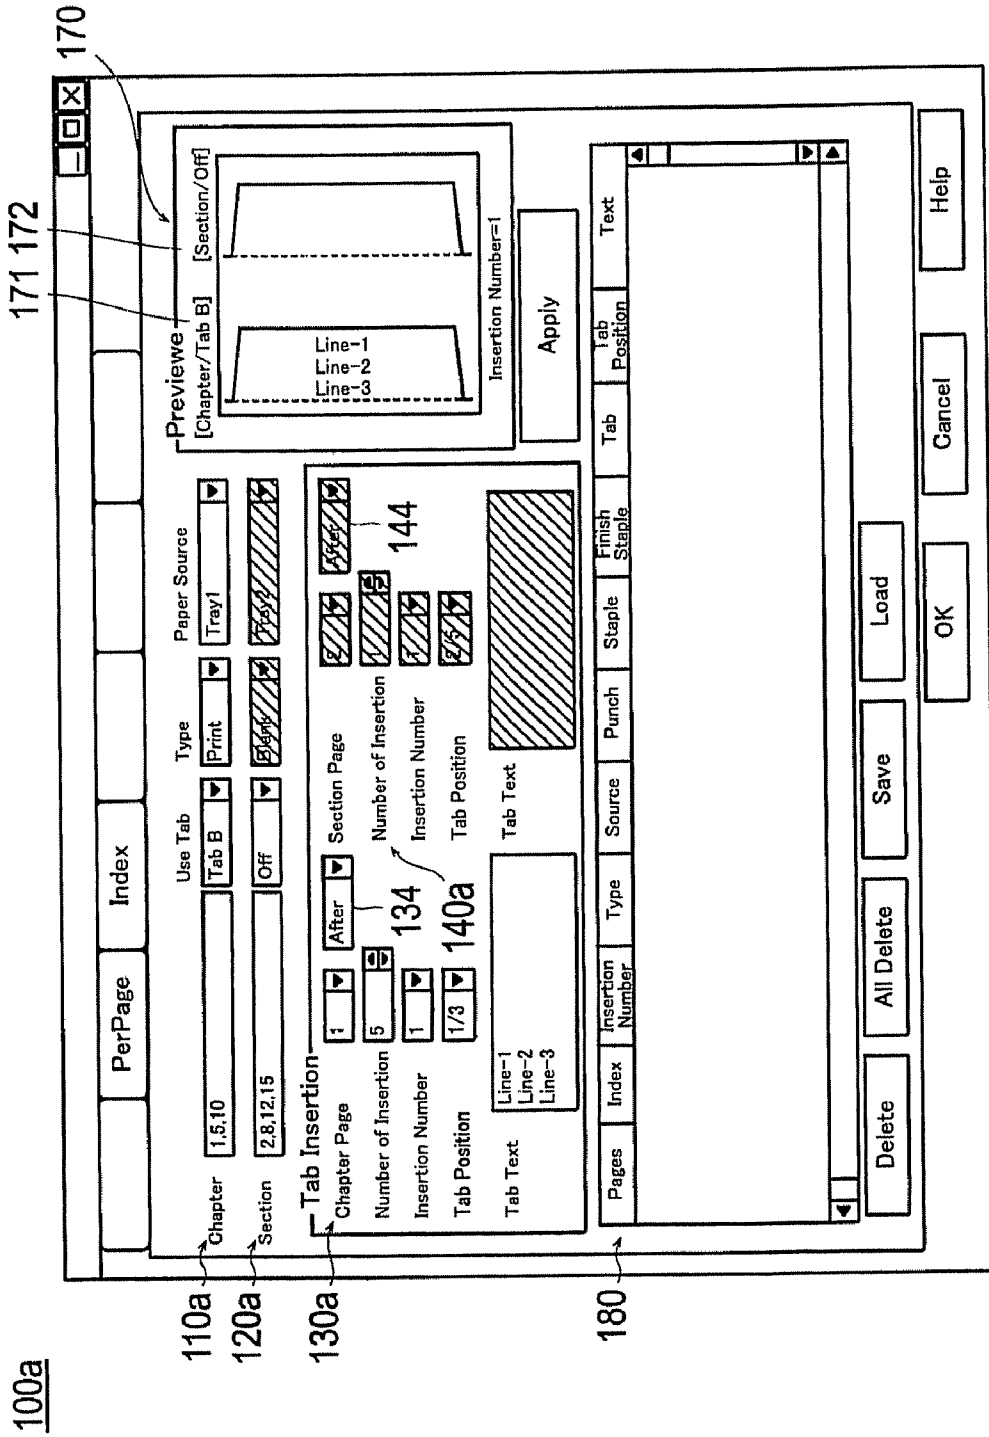 100a
170
171 172
PerPage Index
110a Chapter 1,5,10 Use Tab Tab B Type Print Paper Source Tray1
120a Section 2,8,12,15 Off Blank Tray2
Previewe
[Chapter/Tab B] [Section/Off]
Line-1
Line-2
Line-3
Insertion Number=1
Apply
Tab Insertion
130a Chapter Page 1 After
134
Number of Insertion 5
Insertion Number 1
Tab Position 1/3
Tab Text
Line-1
Line-2
Line-3
140a
Section Page 2 After
144
Number of Insertion 1
Insertion Number 1
Tab Position 2/5
Tab Text
180
Pages Index Insertion Number Type Source Punch Staple Finish Staple Tab Tab Position Text
Delete All Delete Save Load
OK Cancel Help